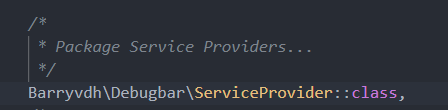 /*
* Package Service Providers...
*/
Barryvdh\Debugbar\ServiceProvider::class,